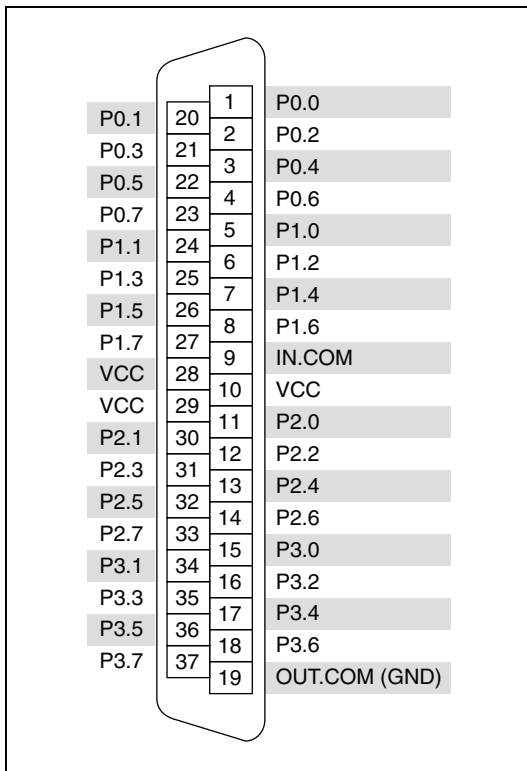 1 P0.0
P0.1 20
2 P0.2
P0.3 21
3 P0.4
P0.5 22
4 P0.6
P0.7 23
5 P1.0
P1.1 24
6 P1.2
P1.3 25
7 P1.4
P1.5 26
8 P1.6
P1.7 27
9 IN.COM
VCC 28
10 VCC
VCC 29
11 P2.0
P2.1 30
12 P2.2
P2.3 31
13 P2.4
P2.5 32
14 P2.6
P2.7 33
15 P3.0
P3.1 34
16 P3.2
P3.3 35
17 P3.4
P3.5 36
18 P3.6
P3.7 37
19 OUT.COM (GND)